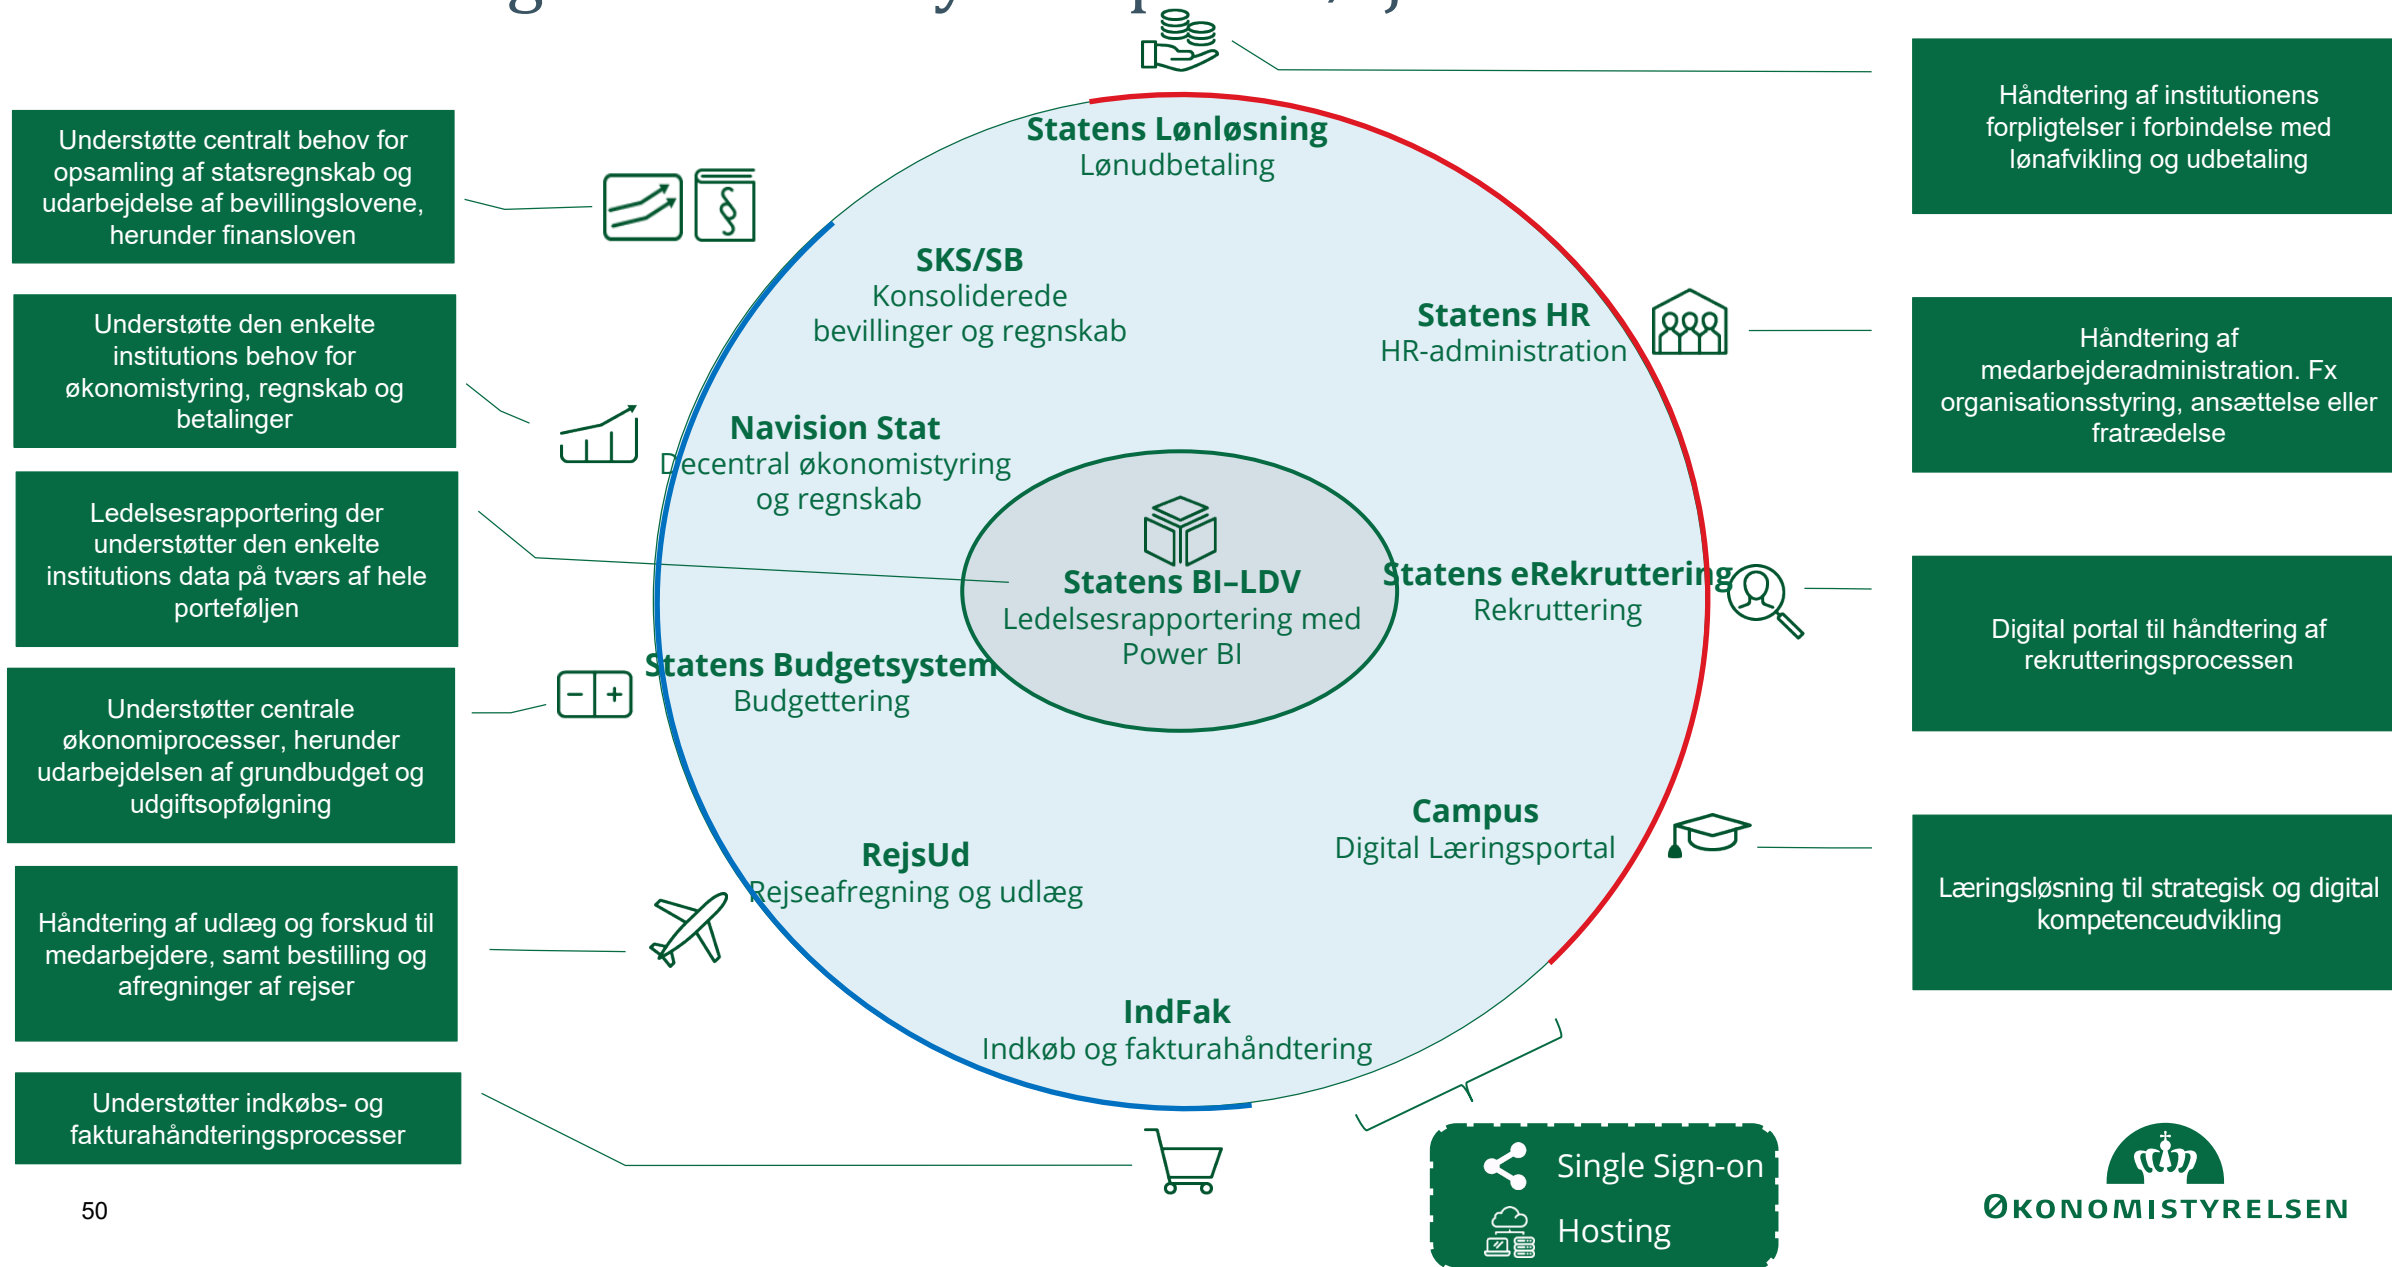 Understøtte centralt behov for
opsamling af statsregnskab og
udarbejdelse af bevillingslovene,
herunder finansloven
Understøtte den enkelte
institutions behov for
økonomistyring, regnskab og
betalinger
Ledelsesrapportering der
understøtter den enkelte
institutions data på tværs af hele
porteføljen
Understøtter centrale
økonomiprocesser, herunder
udarbejdelsen af grundbudget og
udgiftsopfølgning
Håndtering af udlæg og forskud til
medarbejdere, samt bestilling og
afregninger af rejser
Understøtter indkøbs- og
fakturahåndteringsprocesser
50
Statens Lønløsning
Lønudbetaling
SKS/SB
Konsoliderede
bevillinger og regnskab
Statens HR
HR-administration
Navision Stat
Decentral økonomistyring
og regnskab
§
Statens BI–LDV
Ledelsesrapportering med
Power BI
Statens eRekruttering
Rekruttering
Statens Budgetsystem
Budgettering
Campus
Digital Læringsportal
RejsUd
Rejseafregning og udlæg
IndFak
Indkøb og fakturahåndtering
Single Sign-on
Hosting
Håndtering af institutionens
forpligtelser i forbindelse med
lønafvikling og udbetaling
Håndtering af
medarbejderadministration. Fx
organisationsstyring, ansættelse eller
fratrædelse
Digital portal til håndtering af
rekrutteringsprocessen
Læringsløsning til strategisk og digital
kompetenceudvikling
ØKONOMISTYRELSEN